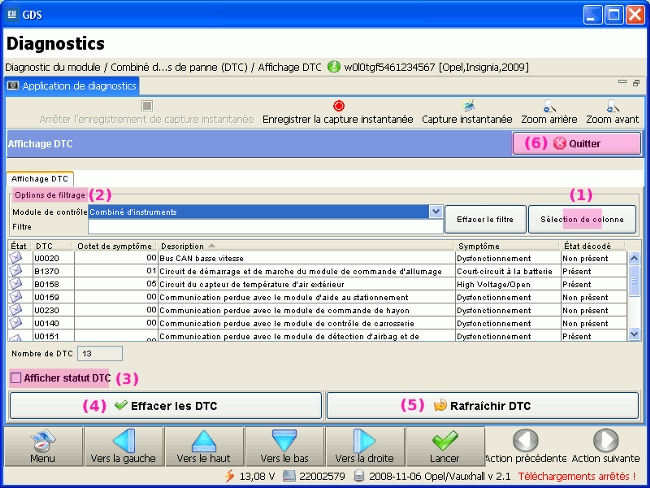 GDS
Diagnostics
Diagnostic du module / Combiné d...s de panne (DTC) / Affichage DTC w0l0tgf5461234567 [Opel,Insignia,2009]
Application de diagnostics
Arrêter l'enregistrement de capture instantanée Enregistrer la capture instantanée Capture instantanée Zoom arrière Zoom avant
Affichage DTC (6) Quitter
Affichage DTC
Options de filtrage (2) (1)
Module de contrôle Combiné d'instruments Effacer le filtre Sélection de colonne
Filtre
État DTC Octet de symptôme Description Symptôme État décodé
U0020 00 Bus CAN basse vitesse Dysfonctionnement Non présent
B1370 01 Circuit de démarrage et de marche du module de commande d'allumage Court-circuit à la batterie Présent
B0158 05 Circuit du capteur de température d'air extérieur High Voltage/Open Présent
U0159 00 Communication perdue avec le module d'aide au stationnement Dysfonctionnement Non présent
U0230 00 Communication perdue avec le module de commande de hayon Dysfonctionnement Non présent
U0140 00 Communication perdue avec le module de contrôle de carrosserie Dysfonctionnement Non présent
U0151 00 Communication perdue avec le module de détection d'airbag et de Dysfonctionnement Non présent
Nombre de DTC 13
Afficher statut DTC (3)
(4) Effacer les DTC (5) Rafraîchir DTC
Menu Vers la gauche Vers le haut Vers le bas Vers la droite Lancer Action précédente Action suivante
13,08 V 22002579 2008-11-06 Opel/Vauxhall v 2.1 Téléchargements arrêtés !